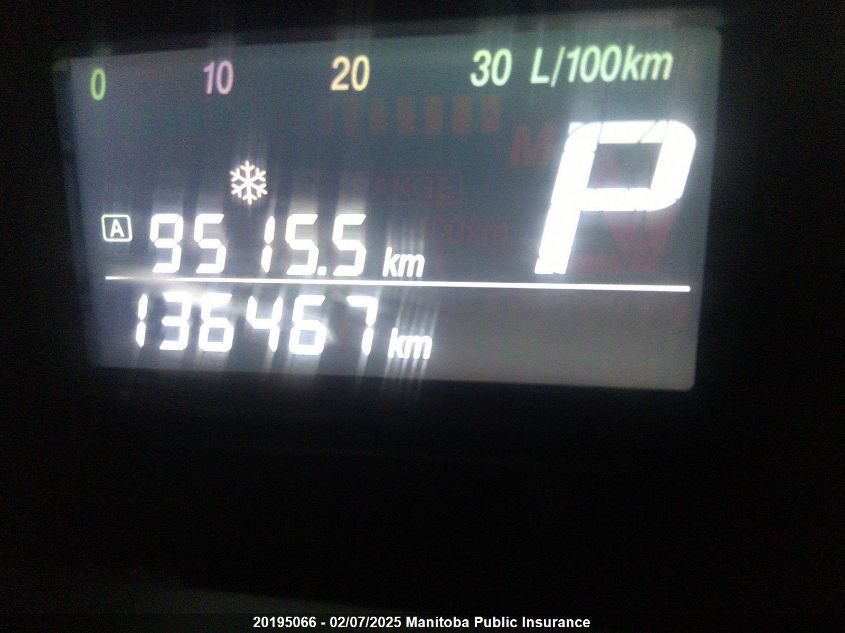 0 10 20 30 L/100km
P
A 9515.5 km
136467 km
20195066 - 02/07/2025 Manitoba Public Insurance